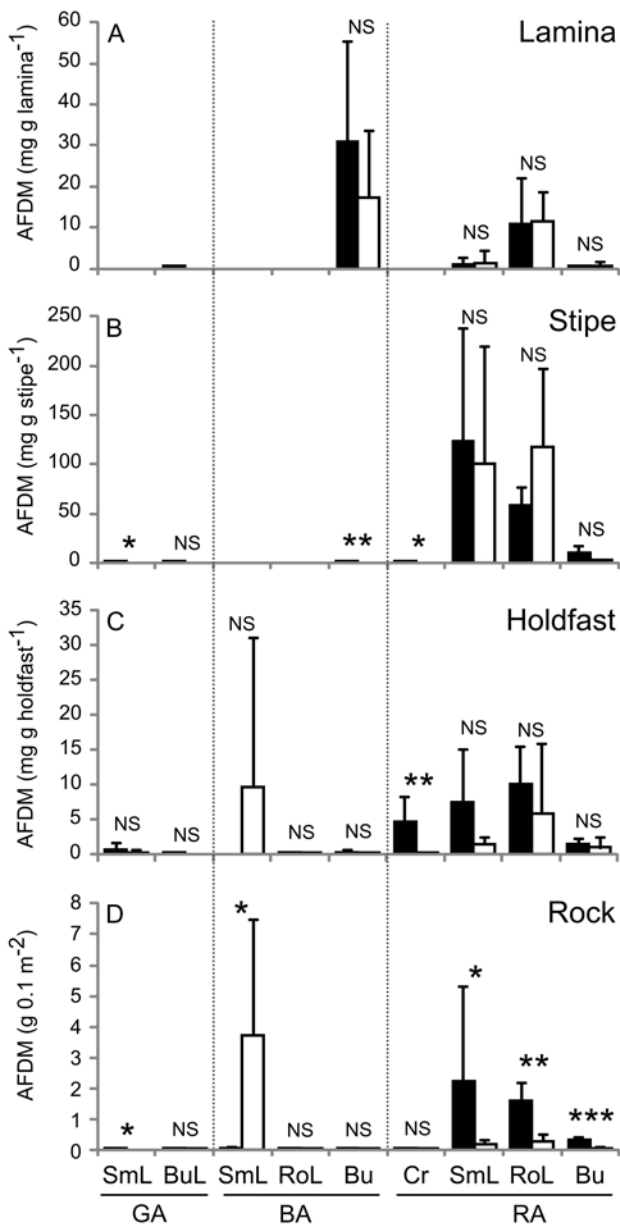 A Lamina
AFDM (mg g lamina⁻¹)
60
50
40
30
20
10
0
NS
NS
NS
NS
B Stipe
AFDM (mg g stipe⁻¹)
250
200
150
100
50
0
*
NS
**
*
NS
NS
NS
C Holdfast
AFDM (mg g holdfast⁻¹)
35
30
25
20
15
10
5
0
NS
NS
NS
NS
NS
**
NS
NS
NS
D Rock
AFDM (g 0.1 m⁻²)
8
7
6
5
4
3
2
1
0
*
NS
*
NS
NS
NS
*
**
***
SmL BuL SmL RoL Bu Cr SmL RoL Bu
GA BA RA